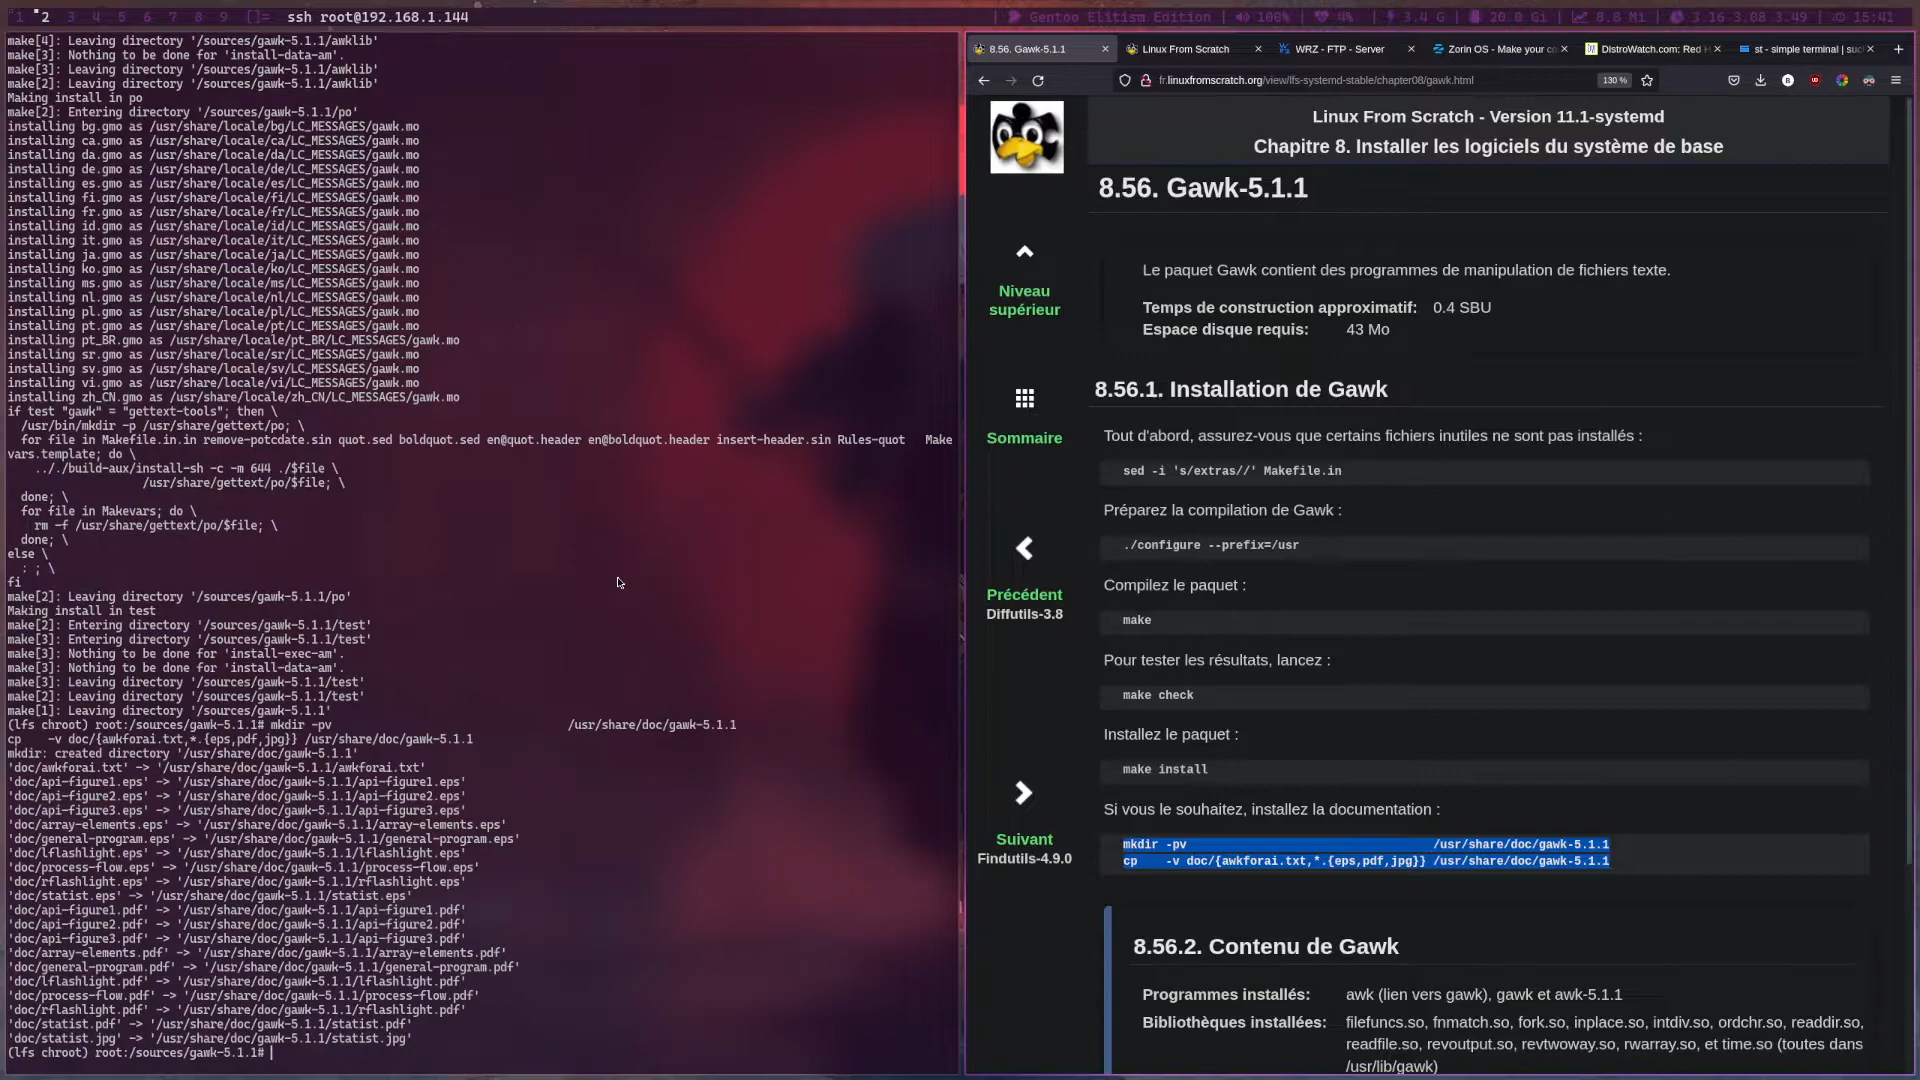 1 2 3 4 5 6 7 8 9 []= ssh root@192.168.1.144
Gentoo Elitism Edition | 100% | 4% | 3.4 G | 20.8 Gi | 8.8 Mi | 3.16 3.08 3.49 | 15:41
make[4]: Leaving directory '/sources/gawk-5.1.1/awklib'
make[3]: Nothing to be done for 'install-data-am'.
make[3]: Leaving directory '/sources/gawk-5.1.1/awklib'
make[2]: Leaving directory '/sources/gawk-5.1.1/awklib'
Making install in po
make[2]: Entering directory '/sources/gawk-5.1.1/po'
installing bg.gmo as /usr/share/locale/bg/LC_MESSAGES/gawk.mo
installing ca.gmo as /usr/share/locale/ca/LC_MESSAGES/gawk.mo
installing da.gmo as /usr/share/locale/da/LC_MESSAGES/gawk.mo
installing de.gmo as /usr/share/locale/de/LC_MESSAGES/gawk.mo
installing es.gmo as /usr/share/locale/es/LC_MESSAGES/gawk.mo
installing fi.gmo as /usr/share/locale/fi/LC_MESSAGES/gawk.mo
installing fr.gmo as /usr/share/locale/fr/LC_MESSAGES/gawk.mo
installing id.gmo as /usr/share/locale/id/LC_MESSAGES/gawk.mo
installing it.gmo as /usr/share/locale/it/LC_MESSAGES/gawk.mo
installing ja.gmo as /usr/share/locale/ja/LC_MESSAGES/gawk.mo
installing ko.gmo as /usr/share/locale/ko/LC_MESSAGES/gawk.mo
installing ms.gmo as /usr/share/locale/ms/LC_MESSAGES/gawk.mo
installing nl.gmo as /usr/share/locale/nl/LC_MESSAGES/gawk.mo
installing pl.gmo as /usr/share/locale/pl/LC_MESSAGES/gawk.mo
installing pt.gmo as /usr/share/locale/pt/LC_MESSAGES/gawk.mo
installing pt_BR.gmo as /usr/share/locale/pt_BR/LC_MESSAGES/gawk.mo
installing sr.gmo as /usr/share/locale/sr/LC_MESSAGES/gawk.mo
installing sv.gmo as /usr/share/locale/sv/LC_MESSAGES/gawk.mo
installing vi.gmo as /usr/share/locale/vi/LC_MESSAGES/gawk.mo
installing zh_CN.gmo as /usr/share/locale/zh_CN/LC_MESSAGES/gawk.mo
if test "gawk" = "gettext-tools"; then \
/usr/bin/mkdir -p /usr/share/gettext/po; \
for file in Makefile.in.in remove-potcdate.sin quot.sed boldquot.sed en@quot.header en@boldquot.header insert-header.sin Rules-quot Make
vars.template; do \
.././build-aux/install-sh -c -m 644 ./$file \
/usr/share/gettext/po/$file; \
done; \
for file in Makevars; do \
rm -f /usr/share/gettext/po/$file; \
done; \
else \
: ; \
fi
make[2]: Leaving directory '/sources/gawk-5.1.1/po'
Making install in test
make[2]: Entering directory '/sources/gawk-5.1.1/test'
make[3]: Entering directory '/sources/gawk-5.1.1/test'
make[3]: Nothing to be done for 'install-exec-am'.
make[3]: Nothing to be done for 'install-data-am'.
make[3]: Leaving directory '/sources/gawk-5.1.1/test'
make[2]: Leaving directory '/sources/gawk-5.1.1/test'
make[1]: Leaving directory '/sources/gawk-5.1.1'
(lfs chroot) root:/sources/gawk-5.1.1# mkdir -pv /usr/share/doc/gawk-5.1.1
cp -v doc/{awkforai.txt,*.{eps,pdf,jpg}} /usr/share/doc/gawk-5.1.1
mkdir: created directory '/usr/share/doc/gawk-5.1.1'
'doc/awkforai.txt' -> '/usr/share/doc/gawk-5.1.1/awkforai.txt'
'doc/api-figure1.eps' -> '/usr/share/doc/gawk-5.1.1/api-figure1.eps'
'doc/api-figure2.eps' -> '/usr/share/doc/gawk-5.1.1/api-figure2.eps'
'doc/api-figure3.eps' -> '/usr/share/doc/gawk-5.1.1/api-figure3.eps'
'doc/array-elements.eps' -> '/usr/share/doc/gawk-5.1.1/array-elements.eps'
'doc/general-program.eps' -> '/usr/share/doc/gawk-5.1.1/general-program.eps'
'doc/lflashlight.eps' -> '/usr/share/doc/gawk-5.1.1/lflashlight.eps'
'doc/process-flow.eps' -> '/usr/share/doc/gawk-5.1.1/process-flow.eps'
'doc/rflashlight.eps' -> '/usr/share/doc/gawk-5.1.1/rflashlight.eps'
'doc/statist.eps' -> '/usr/share/doc/gawk-5.1.1/statist.eps'
'doc/api-figure1.pdf' -> '/usr/share/doc/gawk-5.1.1/api-figure1.pdf'
'doc/api-figure2.pdf' -> '/usr/share/doc/gawk-5.1.1/api-figure2.pdf'
'doc/api-figure3.pdf' -> '/usr/share/doc/gawk-5.1.1/api-figure3.pdf'
'doc/array-elements.pdf' -> '/usr/share/doc/gawk-5.1.1/array-elements.pdf'
'doc/general-program.pdf' -> '/usr/share/doc/gawk-5.1.1/general-program.pdf'
'doc/lflashlight.pdf' -> '/usr/share/doc/gawk-5.1.1/lflashlight.pdf'
'doc/process-flow.pdf' -> '/usr/share/doc/gawk-5.1.1/process-flow.pdf'
'doc/rflashlight.pdf' -> '/usr/share/doc/gawk-5.1.1/rflashlight.pdf'
'doc/statist.pdf' -> '/usr/share/doc/gawk-5.1.1/statist.pdf'
'doc/statist.jpg' -> '/usr/share/doc/gawk-5.1.1/statist.jpg'
(lfs chroot) root:/sources/gawk-5.1.1#
8.56. Gawk-5.1.1 Linux From Scratch WRZ - FTP - Server Zorin OS - Make your co DistroWatch.com: Red H st - simple terminal | suc
fr.linuxfromscratch.org/view/lfs-systemd-stable/chapter08/gawk.html 130 %
Linux From Scratch - Version 11.1-systemd
Chapitre 8. Installer les logiciels du système de base
8.56. Gawk-5.1.1
Niveau
supérieur
Sommaire
Précédent
Diffutils-3.8
Suivant
Findutils-4.9.0
Le paquet Gawk contient des programmes de manipulation de fichiers texte.
Temps de construction approximatif: 0.4 SBU
Espace disque requis: 43 Mo
8.56.1. Installation de Gawk
Tout d'abord, assurez-vous que certains fichiers inutiles ne sont pas installés :
sed -i 's/extras//' Makefile.in
Préparez la compilation de Gawk :
./configure --prefix=/usr
Compilez le paquet :
make
Pour tester les résultats, lancez :
make check
Installez le paquet :
make install
Si vous le souhaitez, installez la documentation :
mkdir -pv /usr/share/doc/gawk-5.1.1
cp -v doc/{awkforai.txt,*.{eps,pdf,jpg}} /usr/share/doc/gawk-5.1.1
8.56.2. Contenu de Gawk
Programmes installés: awk (lien vers gawk), gawk et awk-5.1.1
Bibliothèques installées: filefuncs.so, fnmatch.so, fork.so, inplace.so, intdiv.so, ordchr.so, readdir.so,
readfile.so, revoutput.so, revtwoway.so, rwarray.so, et time.so (toutes dans
/usr/lib/gawk)